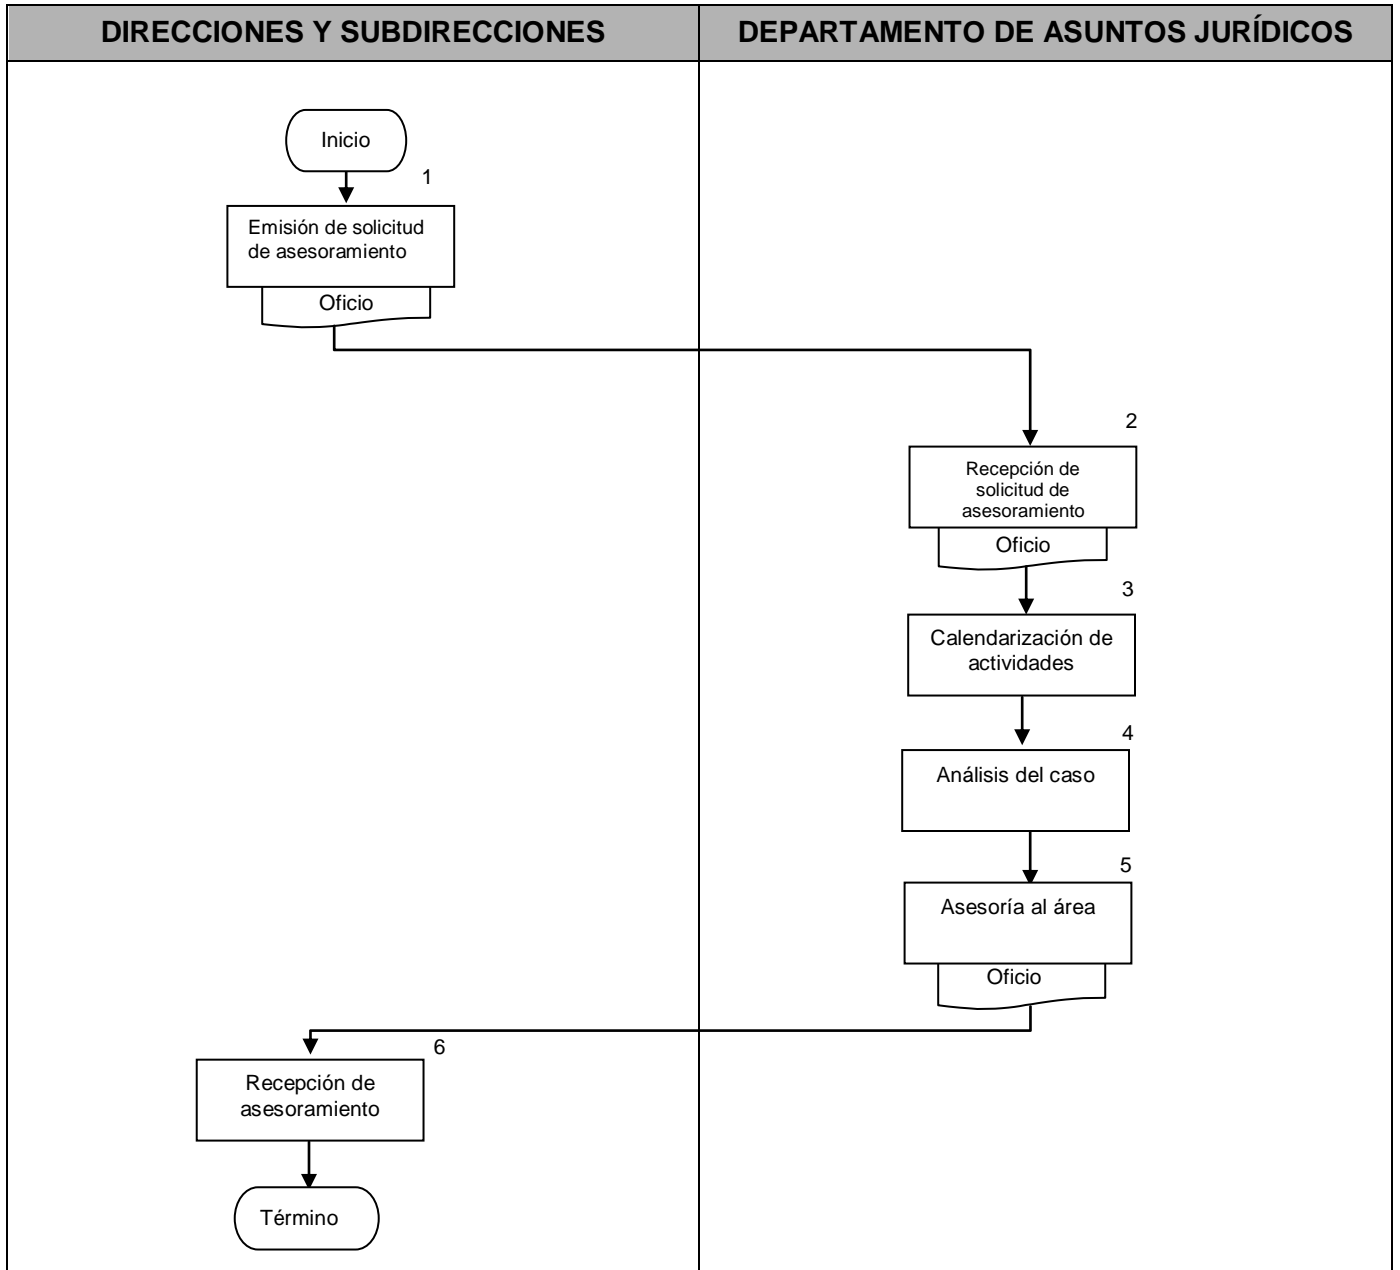 DIRECCIONES Y SUBDIRECCIONES
DEPARTAMENTO DE ASUNTOS JURÍDICOS
Inicio
1
Emisión de solicitud
de asesoramiento
Oficio
2
Recepción de
solicitud de
asesoramiento
Oficio
3
Calendarización de
actividades
4
Análisis del caso
5
Asesoría al área
Oficio
6
Recepción de
asesoramiento
Término